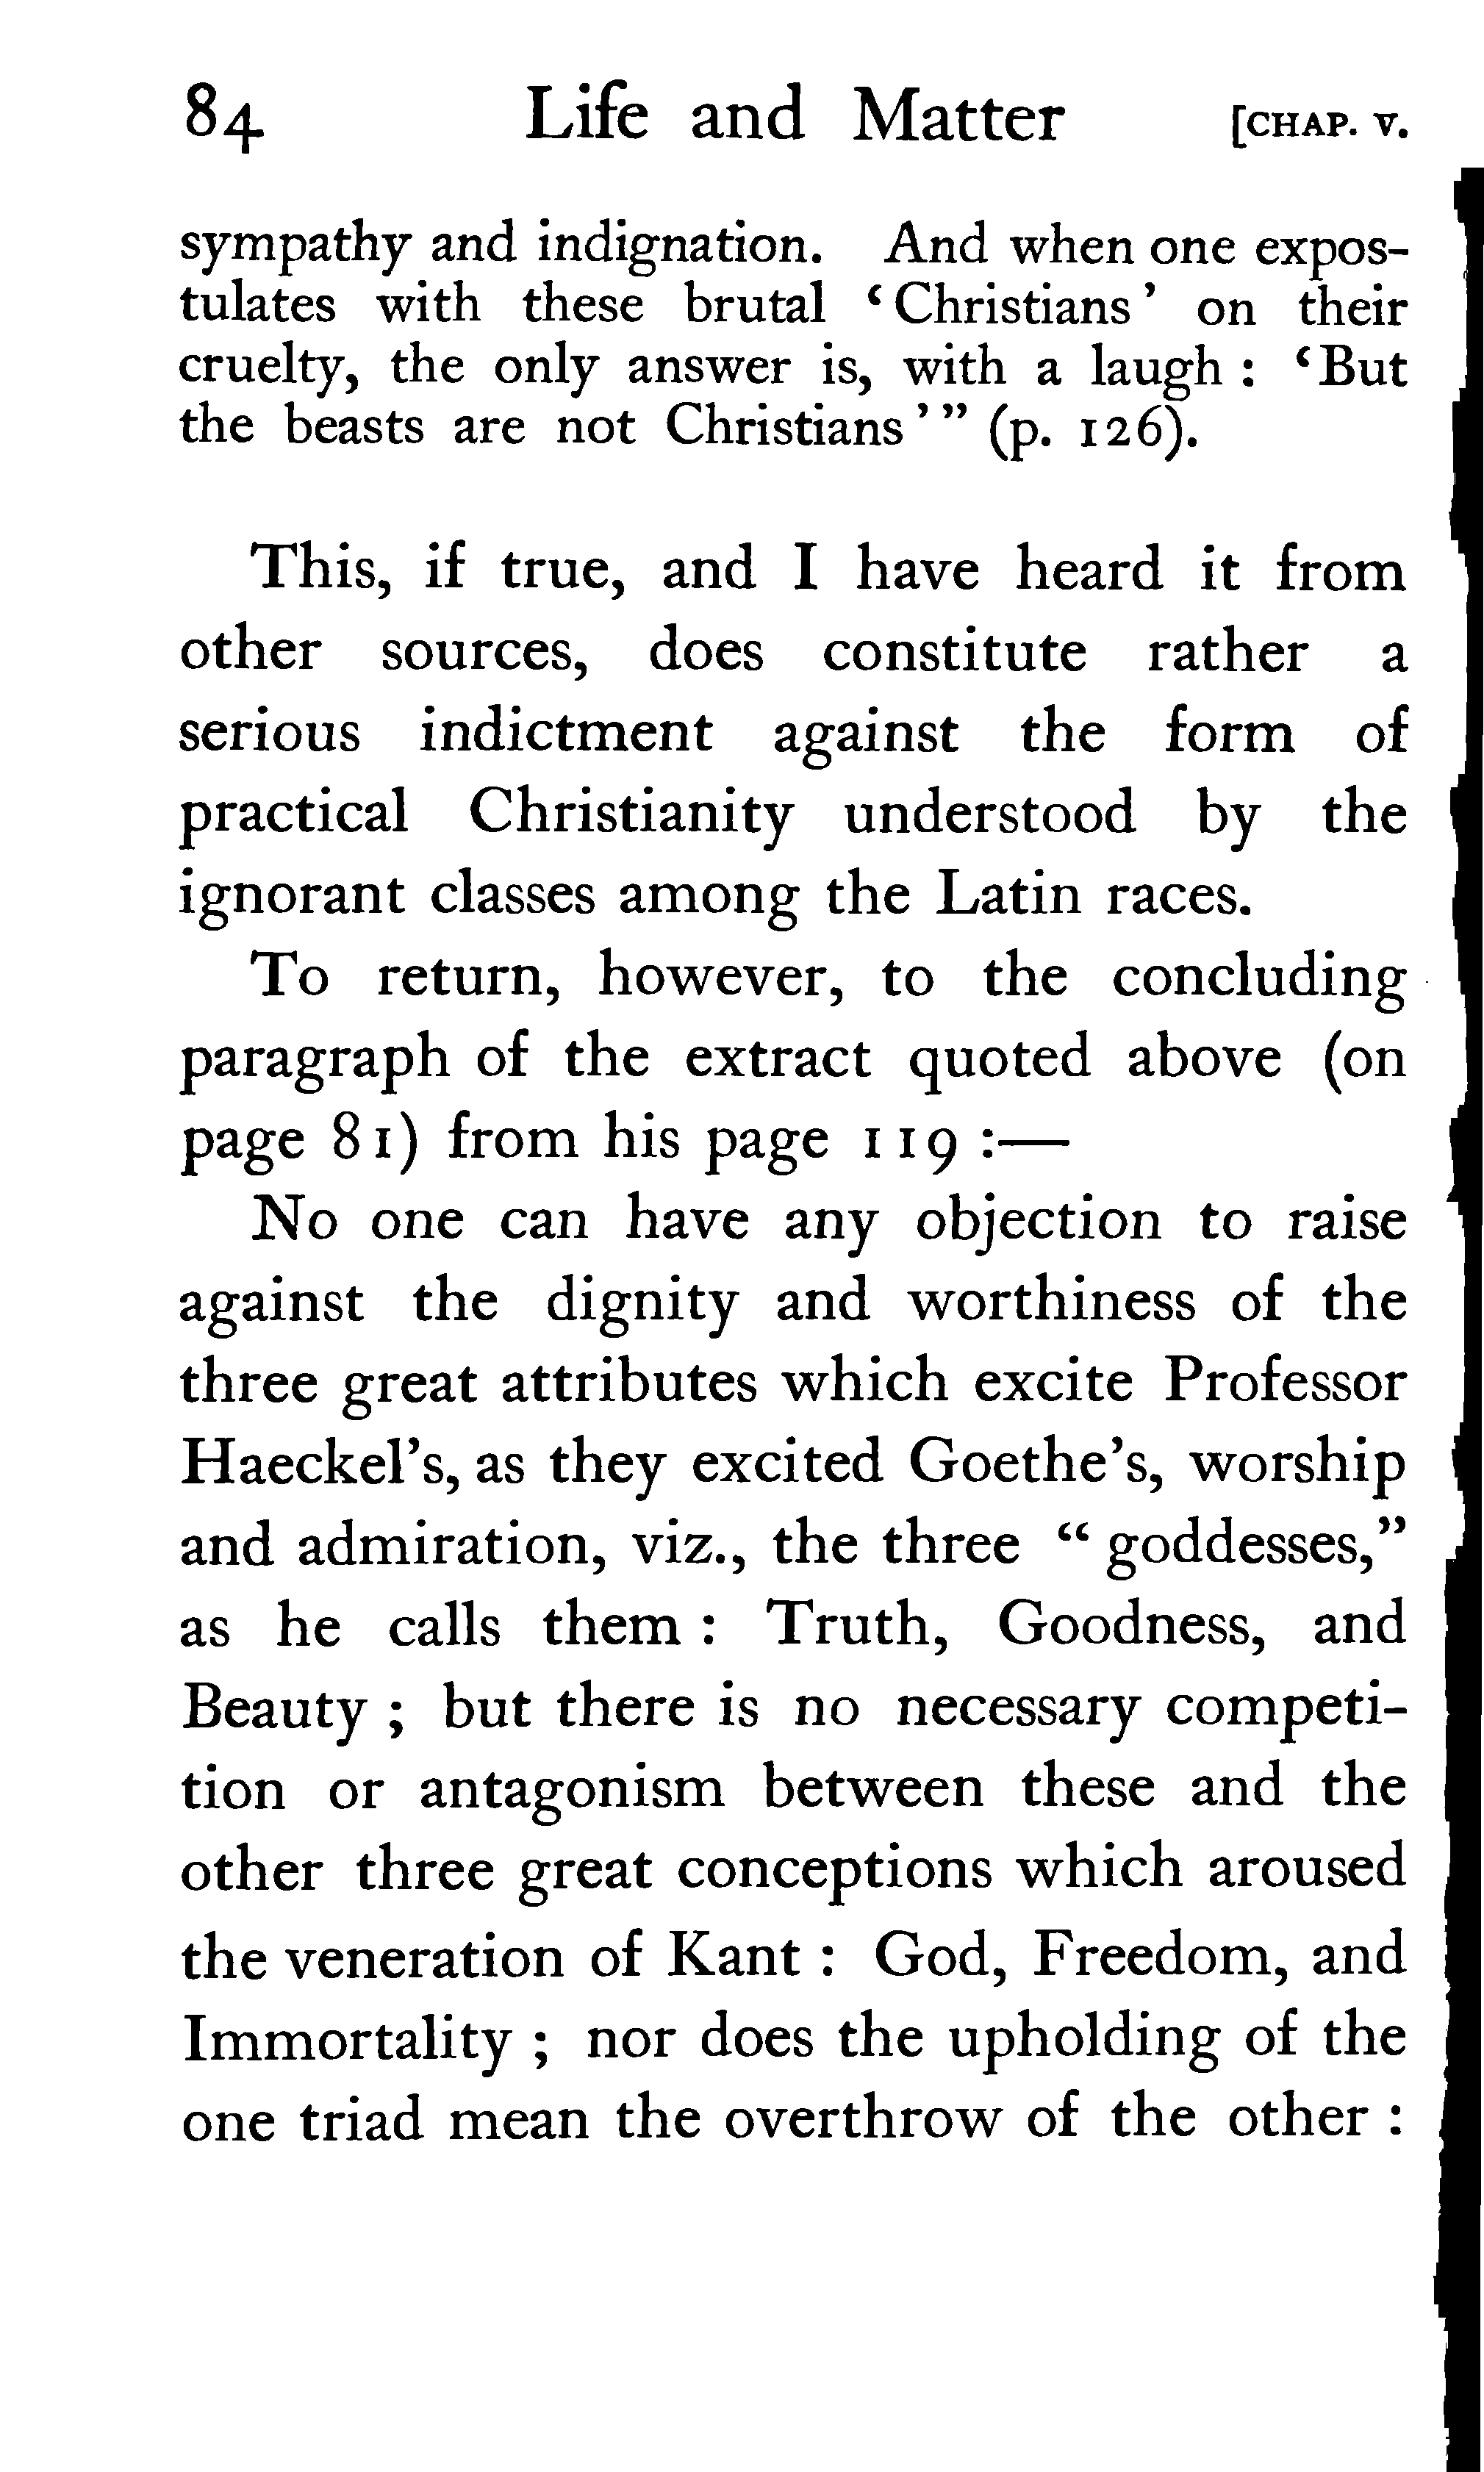 84 Life and Matter [CHAP. V.
sympathy and indignation. And when one expos-
tulates with these brutal ‘Christians’ on their
cruelty, the only answer is, with a laugh : ‘But
the beasts are not Christians’” (p. 126).
This, if true, and I have heard it from
other sources, does constitute rather a
serious indictment against the form of
practical Christianity understood by the
ignorant classes among the Latin races.
To return, however, to the concluding
paragraph of the extract quoted above (on
page 81) from his page 119 :—
No one can have any objection to raise
against the dignity and worthiness of the
three great attributes which excite Professor
Haeckel’s, as they excited Goethe’s, worship
and admiration, viz., the three “ goddesses,”
as he calls them : Truth, Goodness, and
Beauty ; but there is no necessary competi-
tion or antagonism between these and the
other three great conceptions which aroused
the veneration of Kant : God, Freedom, and
Immortality ; nor does the upholding of the
one triad mean the overthrow of the other :